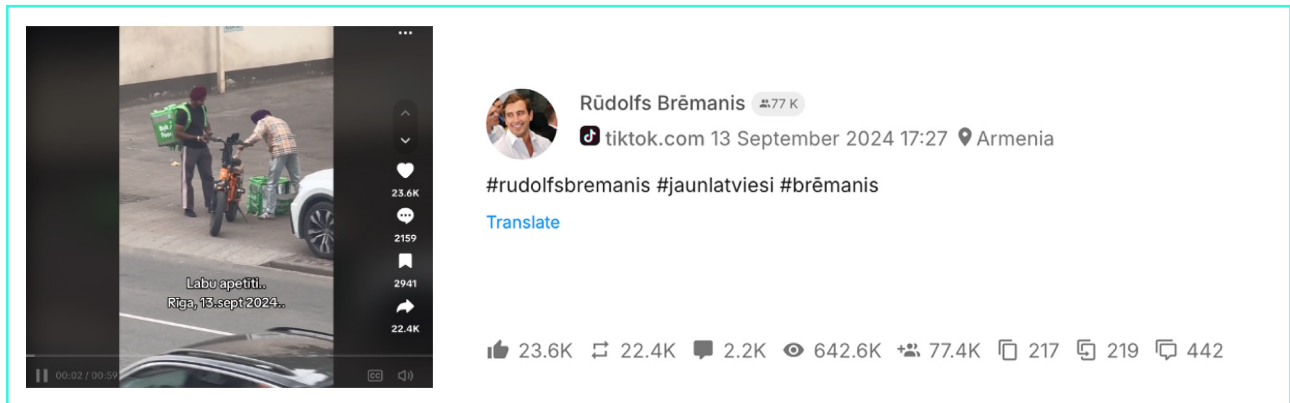 23.6K
2159
2941
22.4K
Labu apetīti..
Rīga, 13.sept 2024..
00:02 / 00:59
CC
Rūdolfs Brēmanis 77 K
tiktok.com 13 September 2024 17:27 Armenia
#rudolfsbremanis #jaunlatviesi #brēmanis
Translate
23.6K 22.4K 2.2K 642.6K 77.4K 217 219 442